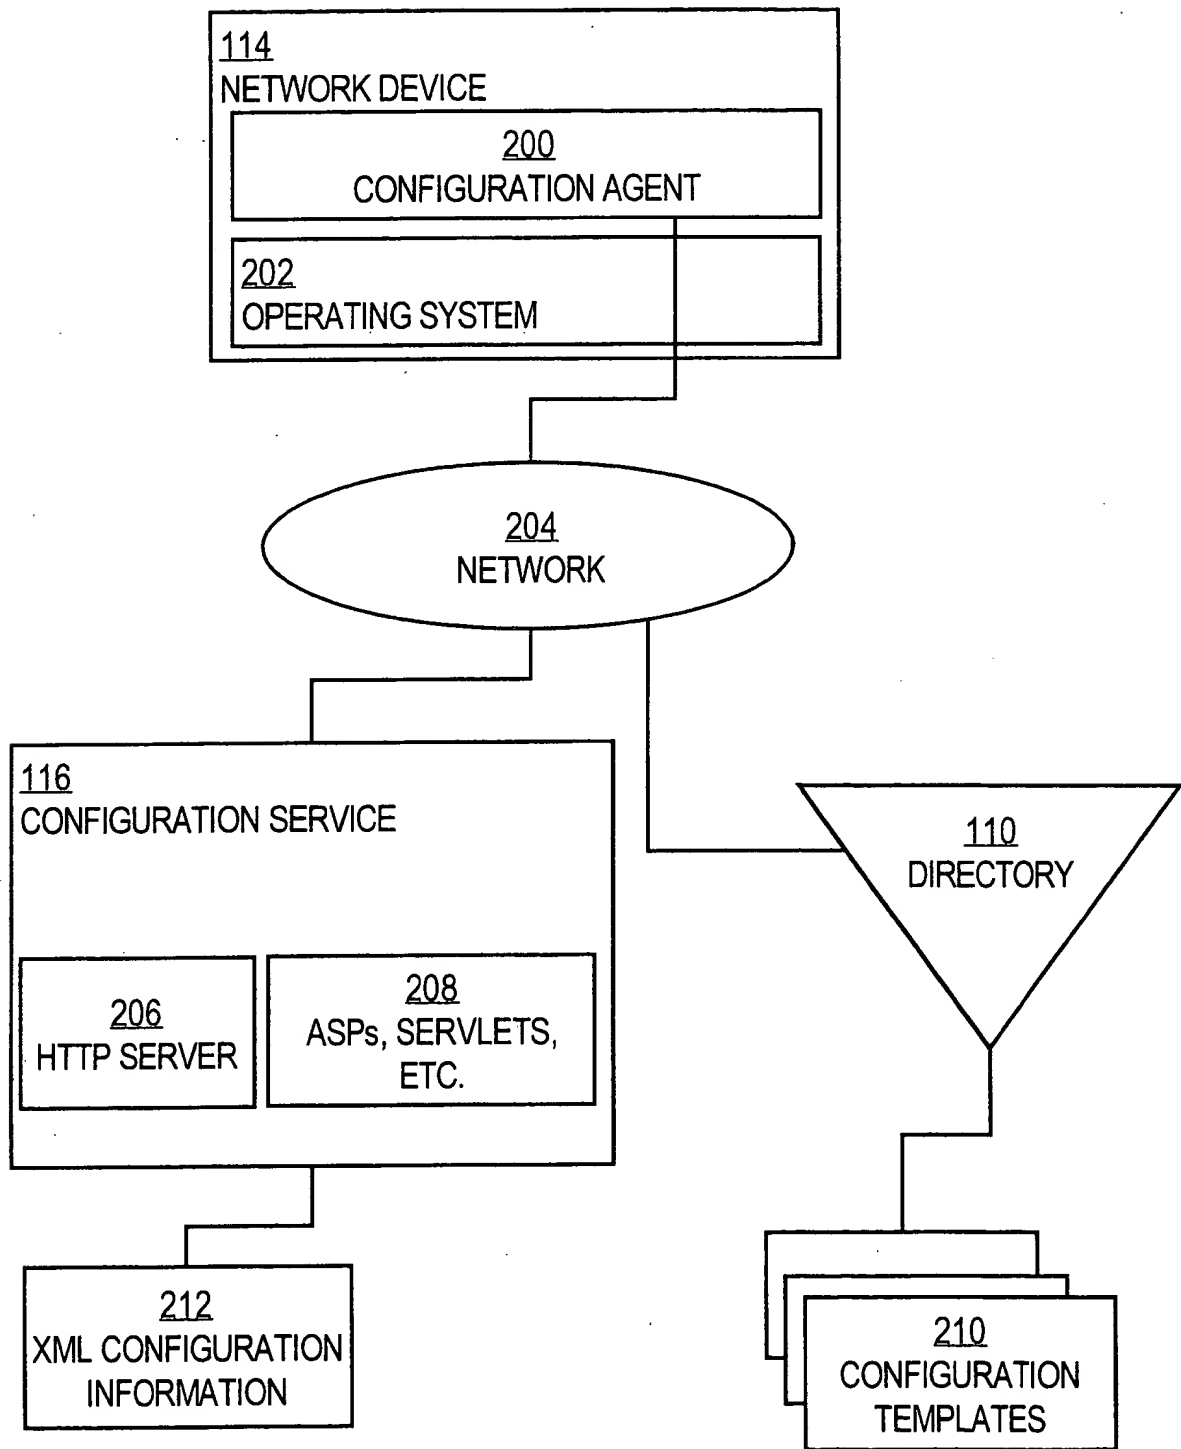 114
NETWORK DEVICE
200
CONFIGURATION AGENT
202
OPERATING SYSTEM
204
NETWORK
116
CONFIGURATION SERVICE
110
DIRECTORY
206
HTTP SERVER
208
ASPs, SERVLETS,
ETC.
212
XML CONFIGURATION
INFORMATION
210
CONFIGURATION
TEMPLATES